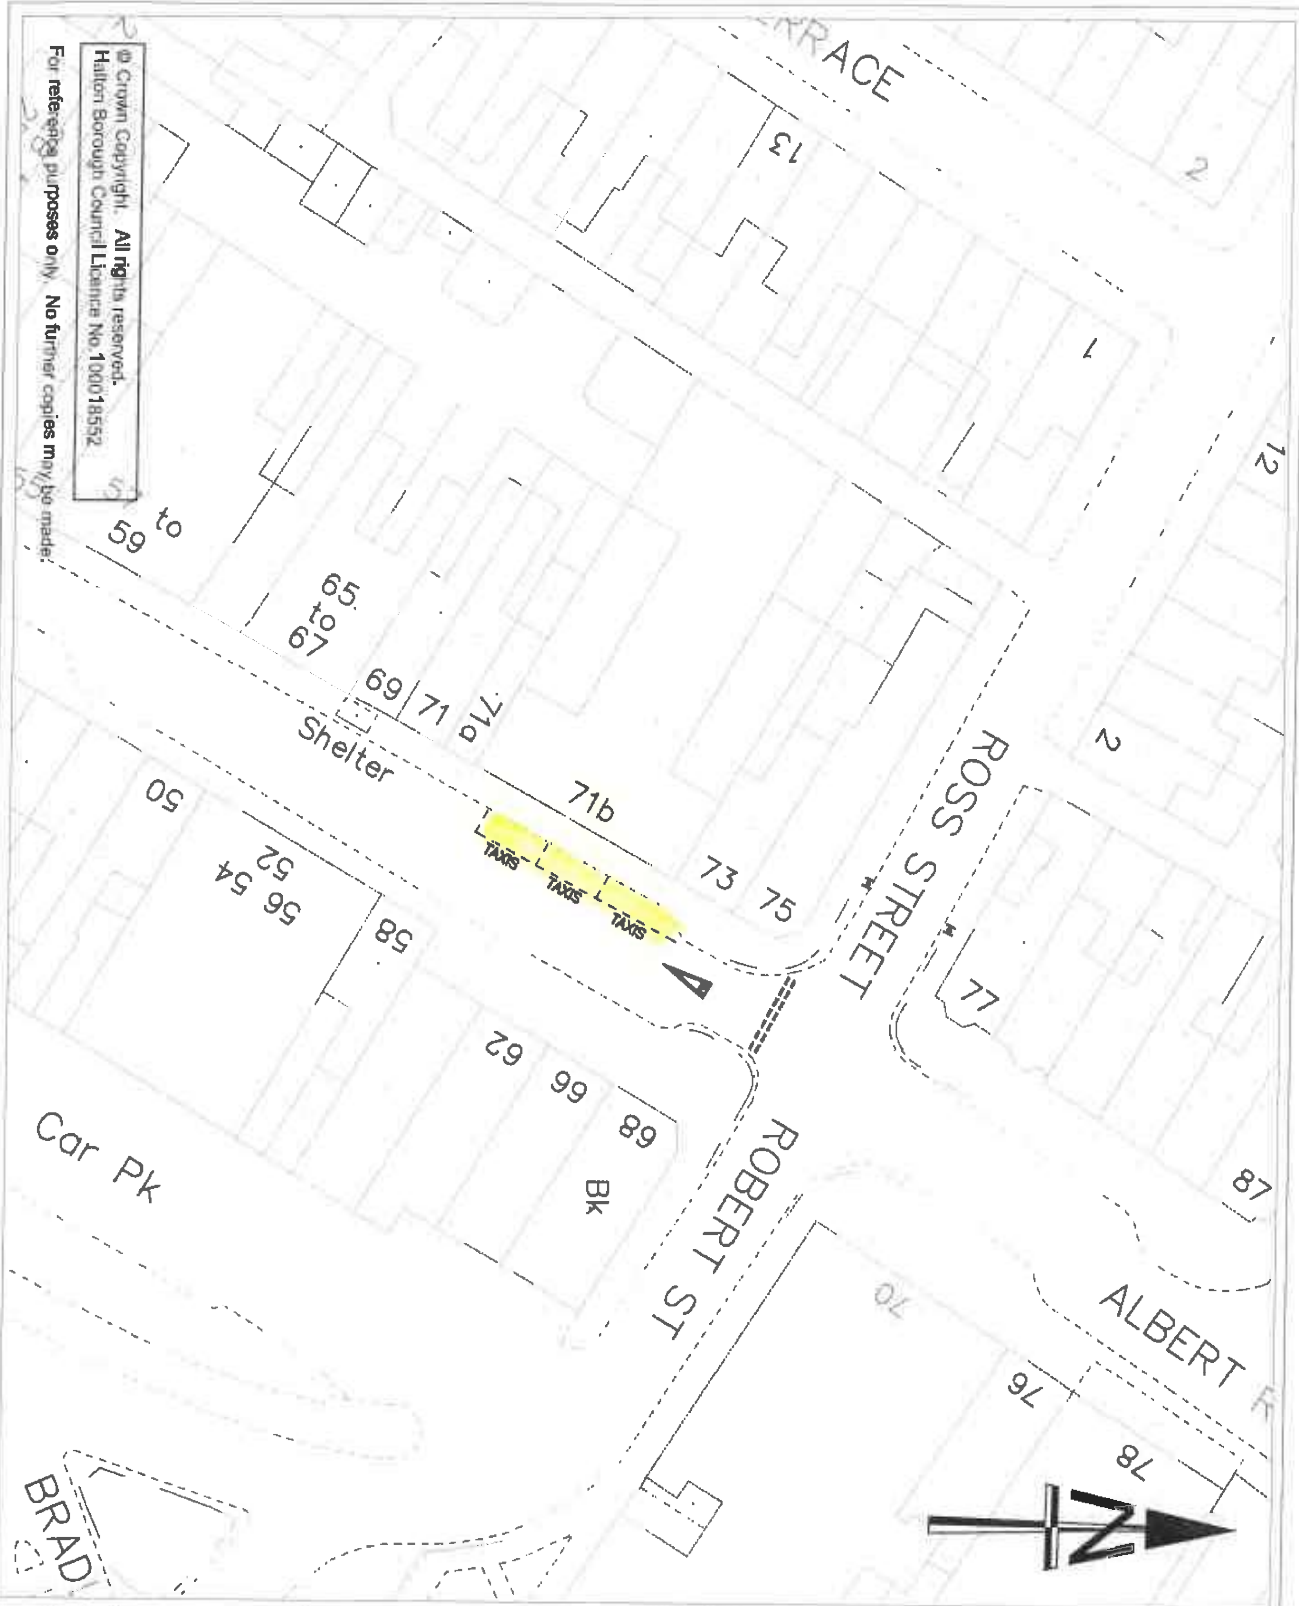 © Crown Copyright. All rights reserved.
Halton Borough Council Licence No.100018552
For reference purposes only. No further copies may be made.
ERRACE
13
2
1
12
2
to
59
65
to
67
69
71
71a
Shelter
71b
TAXIS
TAXIS
TAXIS
73
75
ROSS STREET
77
50
52
54
56
58
62
66
68
Bk
ROBERT ST
Car Pk
87
70
76
78
ALBERT R
BRAD
N